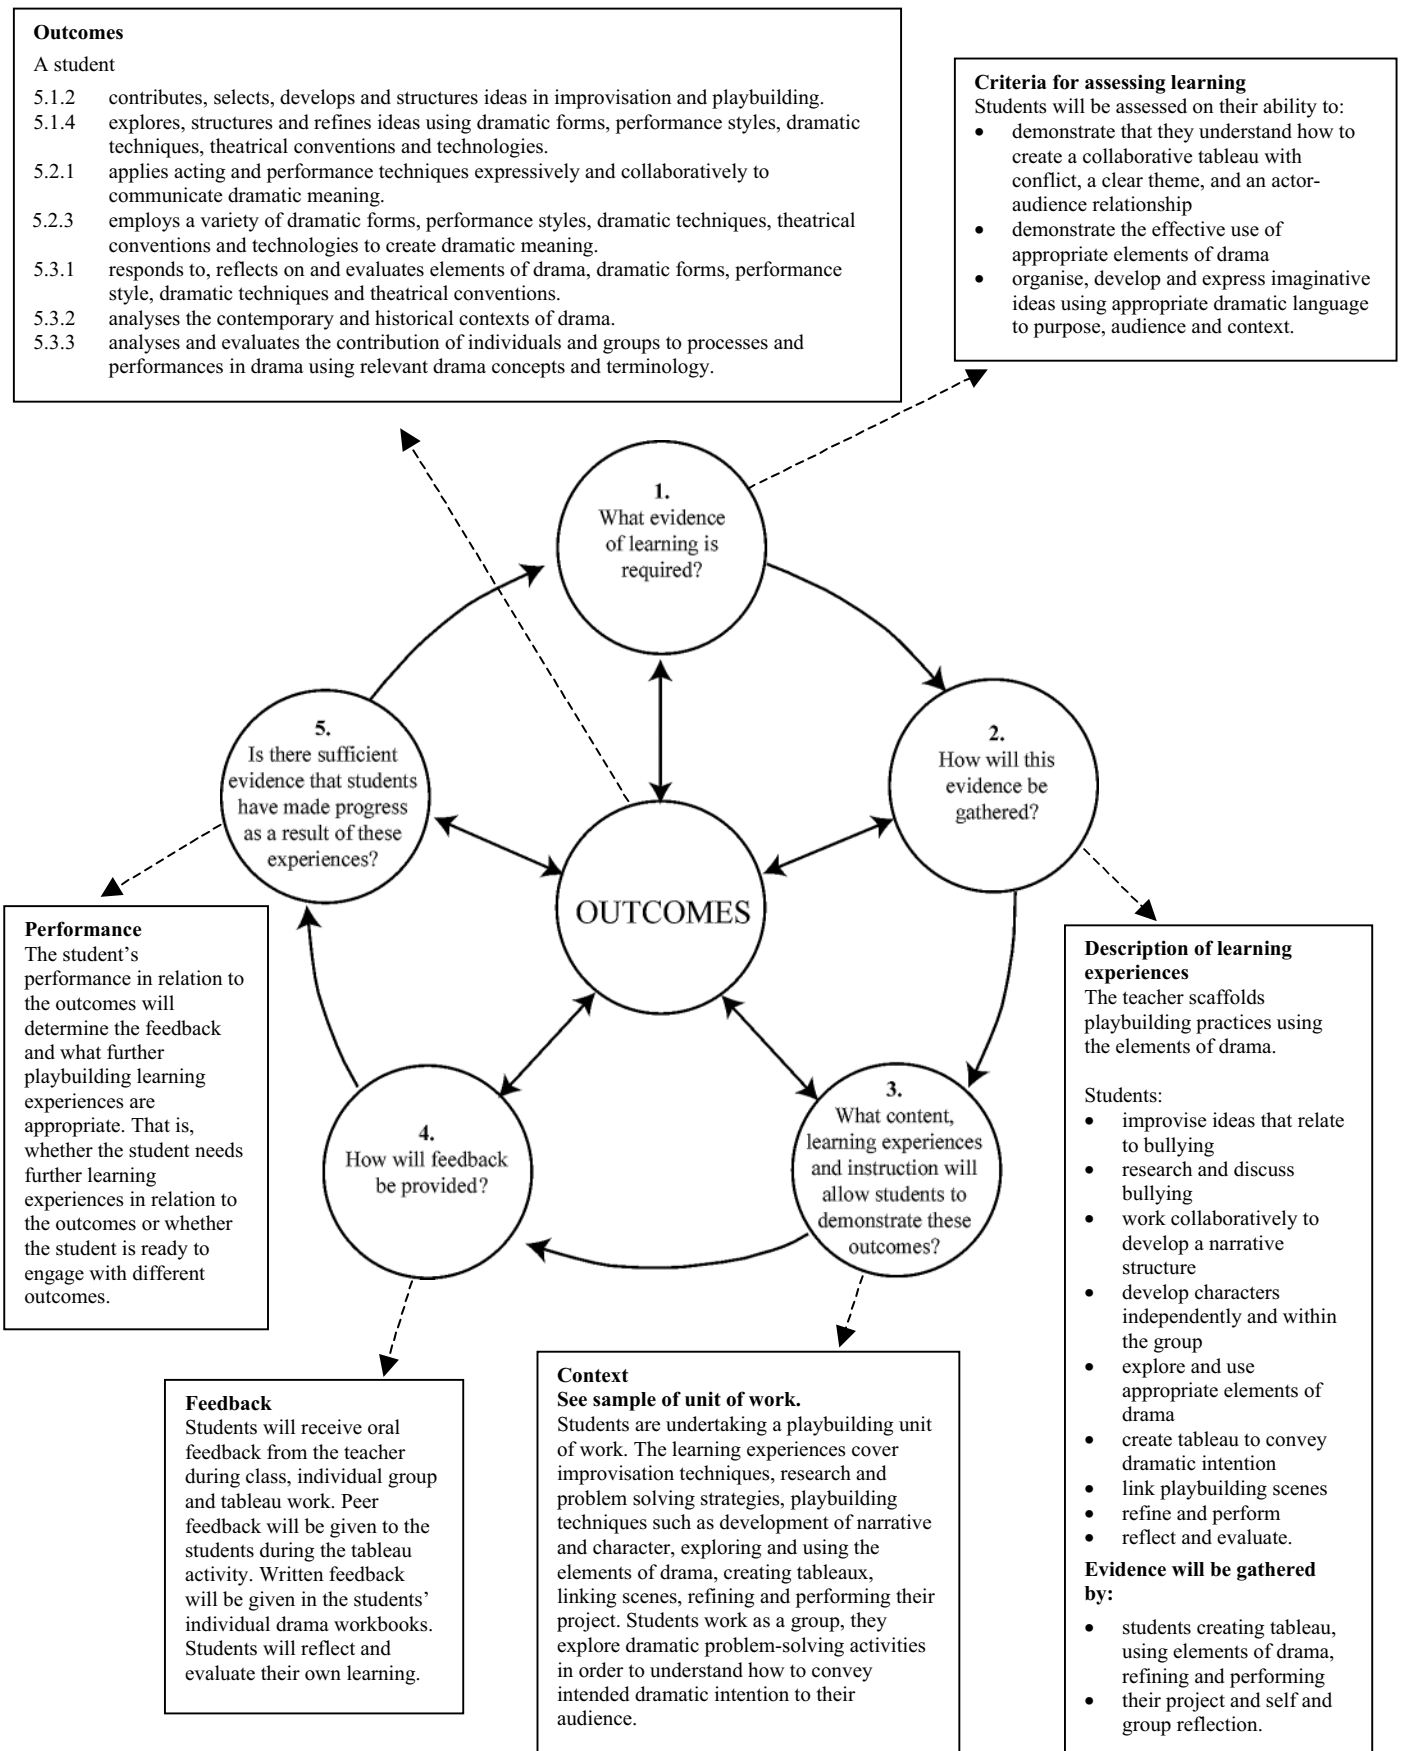 Outcomes
A student
5.1.2 contributes, selects, develops and structures ideas in improvisation and playbuilding.
5.1.4 explores, structures and refines ideas using dramatic forms, performance styles, dramatic
techniques, theatrical conventions and technologies.
5.2.1 applies acting and performance techniques expressively and collaboratively to
communicate dramatic meaning.
5.2.3 employs a variety of dramatic forms, performance styles, dramatic techniques, theatrical
conventions and technologies to create dramatic meaning.
5.3.1 responds to, reflects on and evaluates elements of drama, dramatic forms, performance
style, dramatic techniques and theatrical conventions.
5.3.2 analyses the contemporary and historical contexts of drama.
5.3.3 analyses and evaluates the contribution of individuals and groups to processes and
performances in drama using relevant drama concepts and terminology.
Criteria for assessing learning
Students will be assessed on their ability to:
• demonstrate that they understand how to
create a collaborative tableau with
conflict, a clear theme, and an actor-
audience relationship
• demonstrate the effective use of
appropriate elements of drama
• organise, develop and express imaginative
ideas using appropriate dramatic language
to purpose, audience and context.
1.
What evidence
of learning is
required?
2.
How will this
evidence be
gathered?
3.
What content,
learning experiences
and instruction will
allow students to
demonstrate these
outcomes?
4.
How will feedback
be provided?
5.
Is there sufficient
evidence that students
have made progress
as a result of these
experiences?
OUTCOMES
Performance
The student’s
performance in relation to
the outcomes will
determine the feedback
and what further
playbuilding learning
experiences are
appropriate. That is,
whether the student needs
further learning
experiences in relation to
the outcomes or whether
the student is ready to
engage with different
outcomes.
Description of learning
experiences
The teacher scaffolds
playbuilding practices using
the elements of drama.
Students:
• improvise ideas that relate
to bullying
• research and discuss
bullying
• work collaboratively to
develop a narrative
structure
• develop characters
independently and within
the group
• explore and use
appropriate elements of
drama
• create tableau to convey
dramatic intention
• link playbuilding scenes
• refine and perform
• reflect and evaluate.
Evidence will be gathered
by:
• students creating tableau,
using elements of drama,
refining and performing
• their project and self and
group reflection.
Feedback
Students will receive oral
feedback from the teacher
during class, individual group
and tableau work. Peer
feedback will be given to the
students during the tableau
activity. Written feedback
will be given in the students’
individual drama workbooks.
Students will reflect and
evaluate their own learning.
Context
See sample of unit of work.
Students are undertaking a playbuilding unit
of work. The learning experiences cover
improvisation techniques, research and
problem solving strategies, playbuilding
techniques such as development of narrative
and character, exploring and using the
elements of drama, creating tableaux,
linking scenes, refining and performing their
project. Students work as a group, they
explore dramatic problem-solving activities
in order to understand how to convey
intended dramatic intention to their
audience.